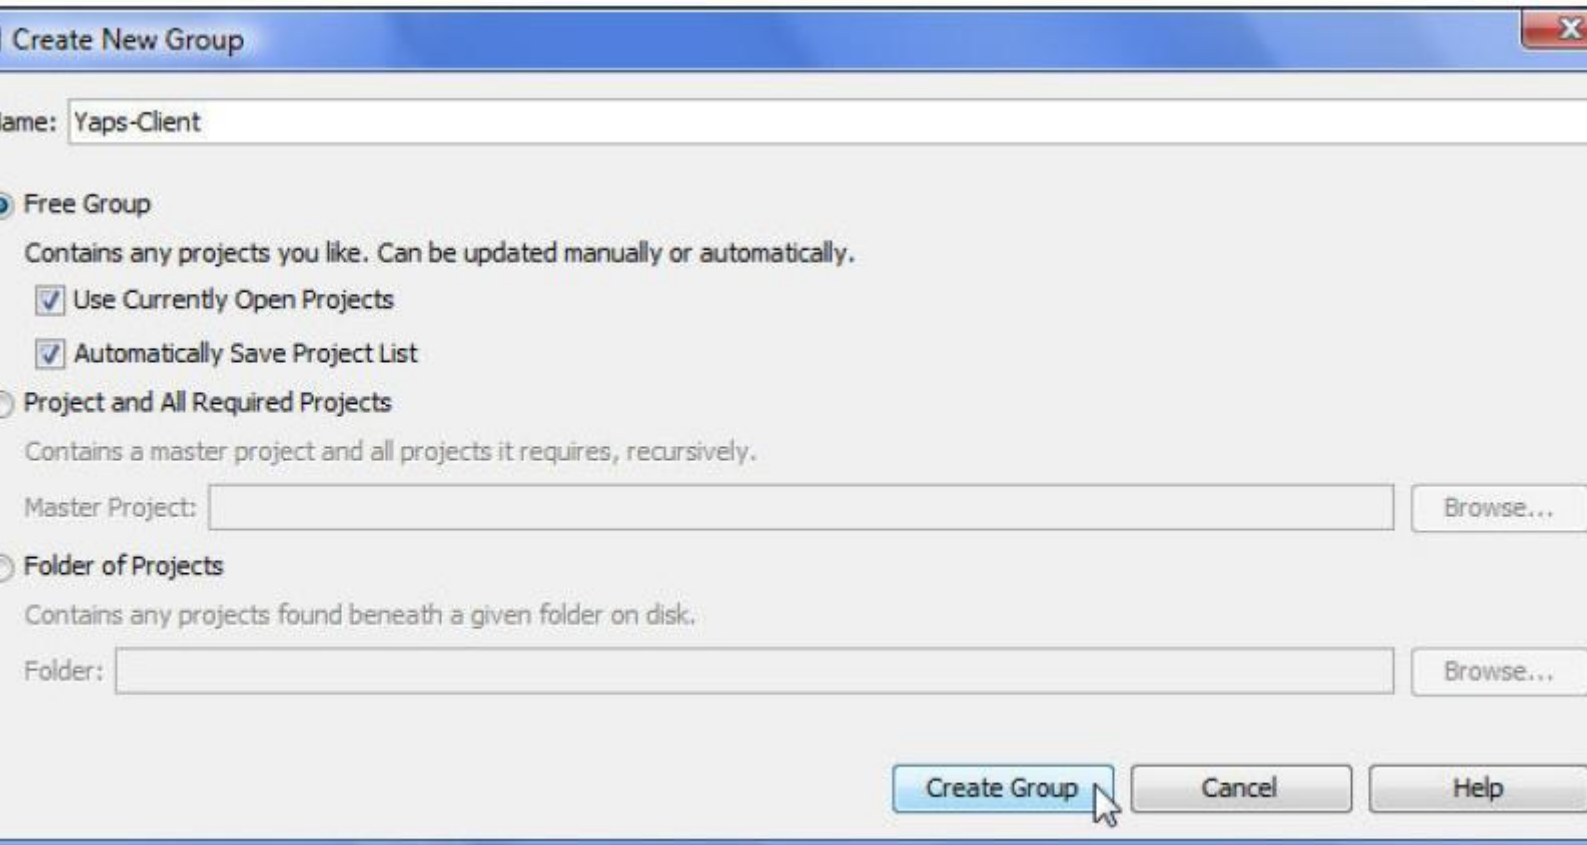 Create New Group
Name: Yaps-Client
Free Group
Contains any projects you like. Can be updated manually or automatically.
Use Currently Open Projects
Automatically Save Project List
Project and All Required Projects
Contains a master project and all projects it requires, recursively.
Master Project: Browse...
Folder of Projects
Contains any projects found beneath a given folder on disk.
Folder: Browse...
Create Group Cancel Help